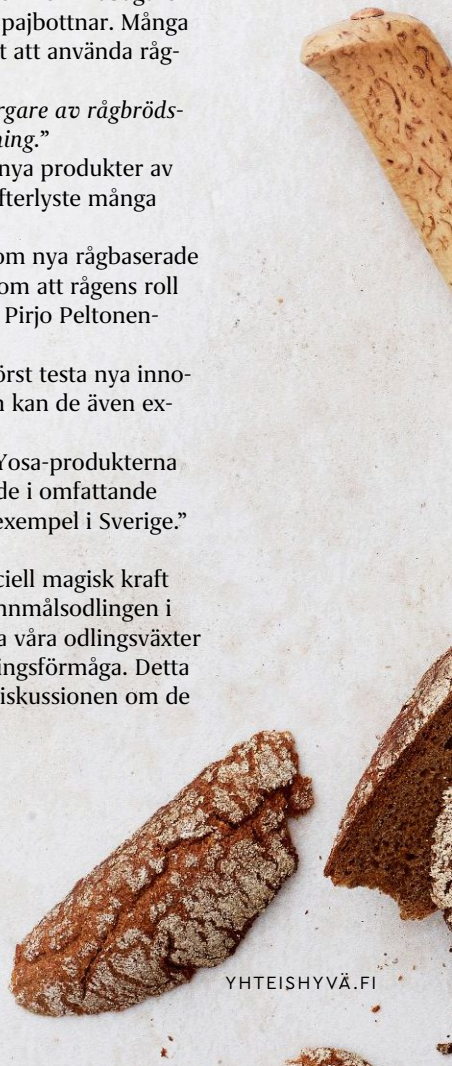 pajbottnar. Många
t att använda råg-
rgare av rågbröds-
ning.”
nya produkter av
fterlyste många
om nya rågbaserade
om att rågens roll
Pirjo Peltonen-
örst testa nya inno-
n kan de även ex-
Yosa-produkterna
de i omfattande
exempel i Sverige.”
ciell magisk kraft
nnmålsodlingen i
a våra odlingsväxter
ingsförmåga. Detta
iskussionen om de
YHTEISHYVÄ.FI